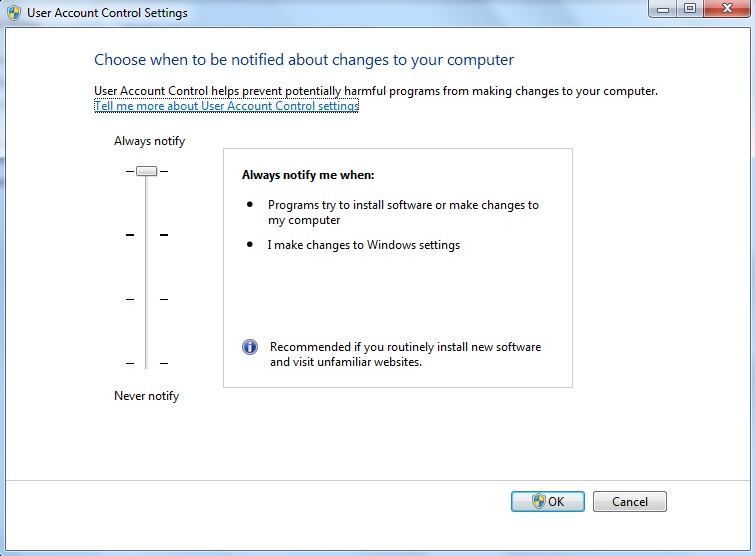 User Account Control Settings
Choose when to be notified about changes to your computer
User Account Control helps prevent potentially harmful programs from making changes to your computer.
Tell me more about User Account Control settings
Always notify
Always notify me when:
• Programs try to install software or make changes to
my computer
• I make changes to Windows settings
Recommended if you routinely install new software
and visit unfamiliar websites.
Never notify
OK
Cancel